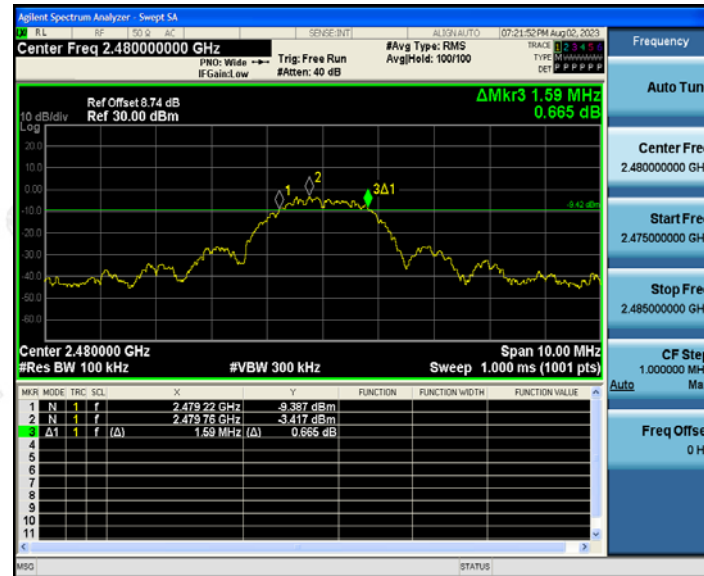 Agilent Spectrum Analyzer - Swept SA
RL RF 50 Ω AC SENSE:INT ALIGN AUTO 07:21:52 PM Aug 02, 2023
Center Freq 2.480000000 GHz
#Avg Type: RMS
TRACE 1 2 3 4 5 6
PNO: Wide
Trig: Free Run
Avg|Hold: 100/100
TYPE M
IFGain:Low
#Atten: 40 dB
DET P P P P P P
Ref Offset 8.74 dB
ΔMkr3 1.59 MHz
10 dB/div Ref 30.00 dBm
0.665 dB
Log
20.0
10.0
0.00
-10.0
-20.0
-30.0
-40.0
-50.0
-60.0
1
2
3Δ1
-9.42 dBm
Center 2.480000 GHz
Span 10.00 MHz
#Res BW 100 kHz
#VBW 300 kHz
Sweep 1.000 ms (1001 pts)
MKR MODE TRC SCL X Y FUNCTION FUNCTION WIDTH FUNCTION VALUE
1 N 1 f 2.479 22 GHz -9.387 dBm
2 N 1 f 2.479 76 GHz -3.417 dBm
3 Δ1 1 f (Δ) 1.59 MHz (Δ) 0.665 dB
4
5
6
7
8
9
10
11
MSG
STATUS
Frequency
Auto Tun
Center Fre
2.480000000 GH
Start Fre
2.475000000 GH
Stop Fre
2.485000000 GH
CF Step
1.000000 MH
Auto Ma
Freq Offse
0 H